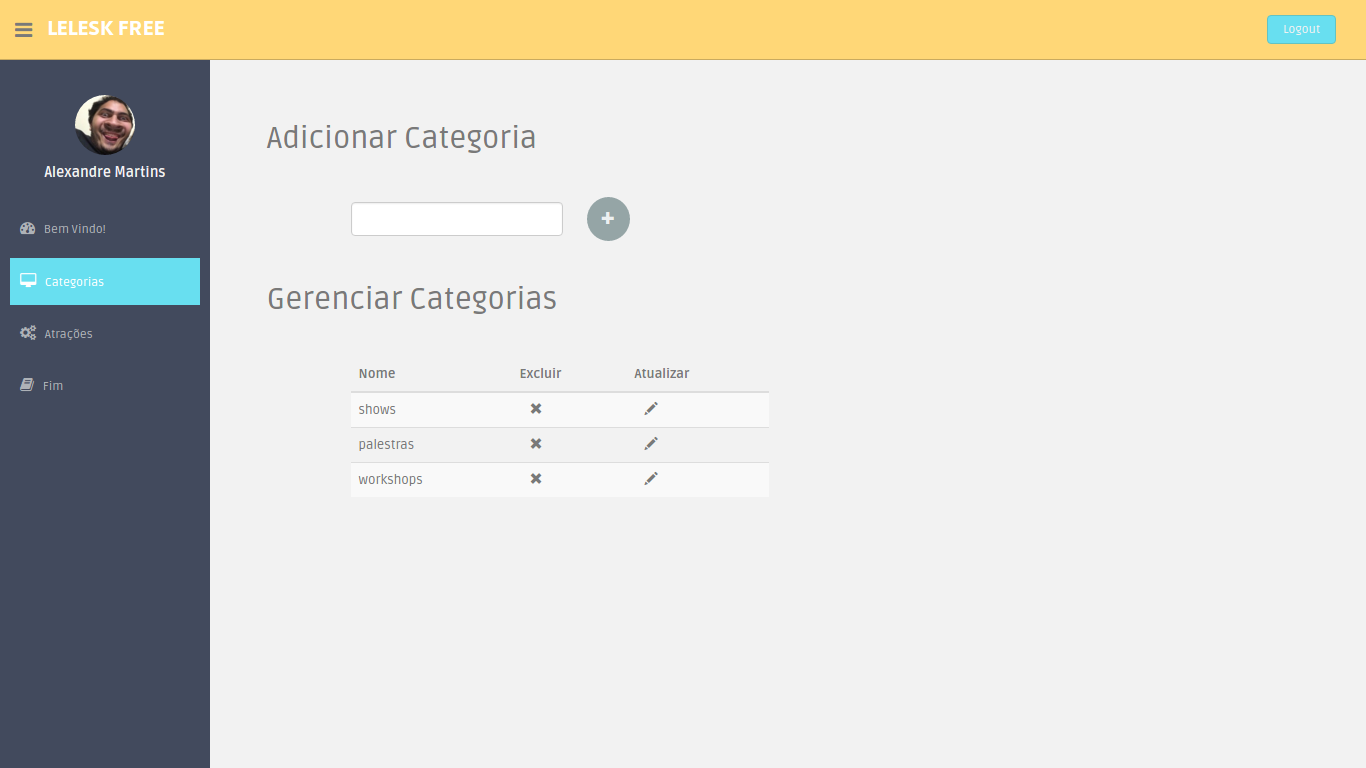 LELESK FREE
Logout
Alexandre Martins
Bem Vindo!
Categorias
Atrações
Fim
Adicionar Categoria
Gerenciar Categorias
Nome Excluir Atualizar
shows
palestras
workshops